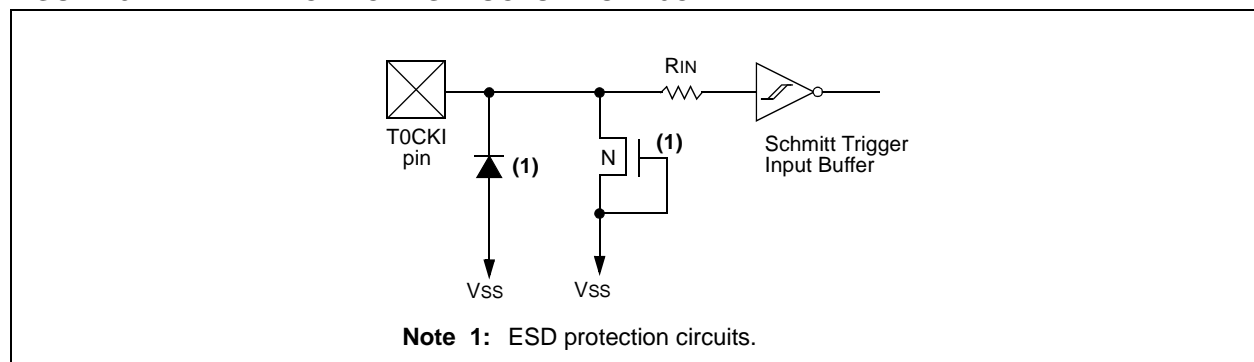 RIN
T0CKI
pin
(1)
N
(1)
Schmitt Trigger
Input Buffer
VSS
VSS
Note 1: ESD protection circuits.